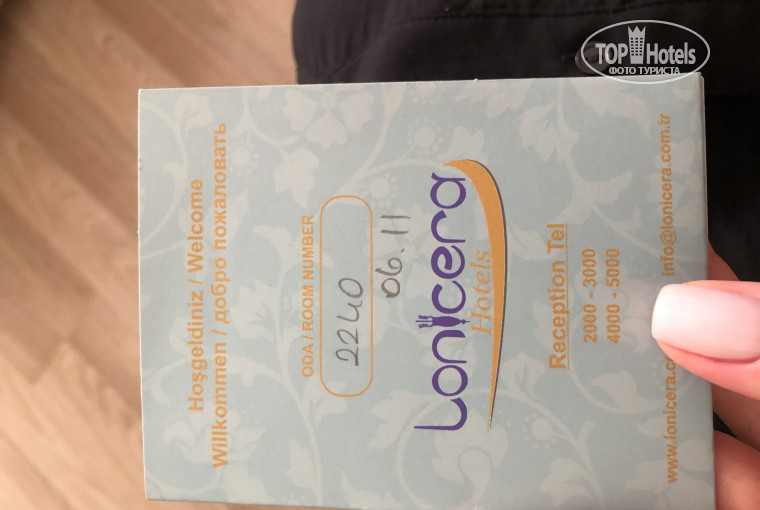 TOP Hotels
ФОТО ТУРИСТА
Hoşgeldiniz / Welcome
Willkommen / добро пожаловать
ODA / ROOM NUMBER
2240
06.11
Lonicera
Hotels
Reception Tel
2000 - 3000
4000 - 5000
www.lonicera.c info@lonicera.com.tr